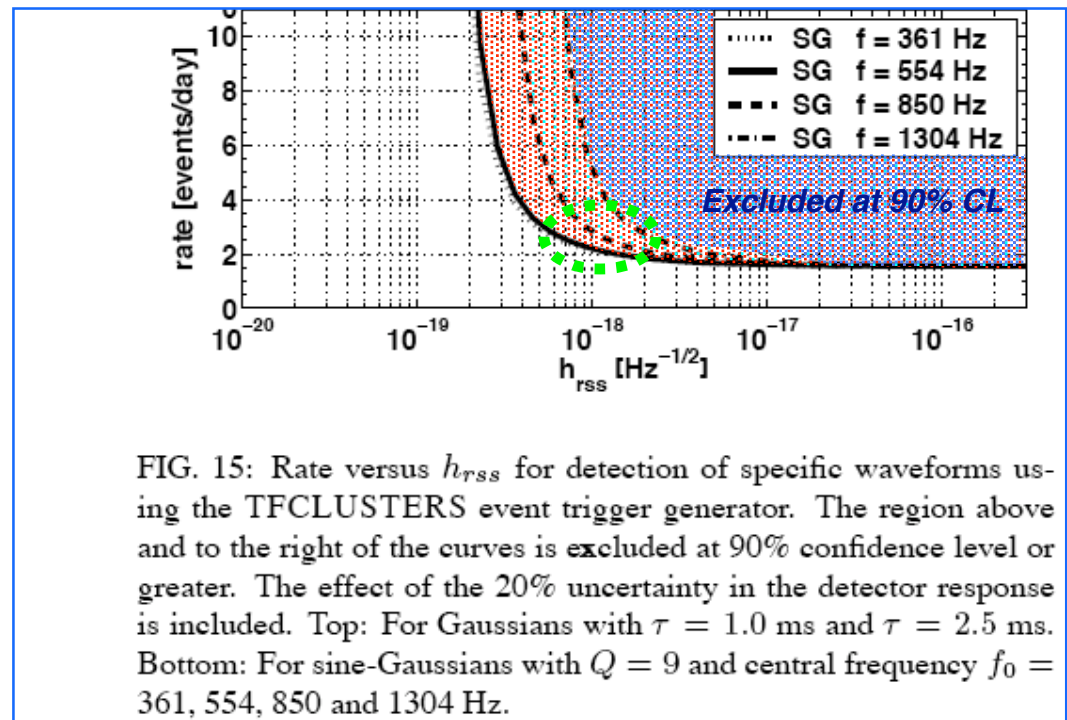 8
10
8
6
4
2
0
rate [events/day]
SG f = 361 Hz
SG f = 554 Hz
SG f = 850 Hz
SG f = 1304 Hz
Excluded at 90% CL
10⁻²⁰ 10⁻¹⁹ 10⁻¹⁸ 10⁻¹⁷ 10⁻¹⁶
h_rss [Hz^−1/2]
FIG. 15: Rate versus h_rss for detection of specific waveforms us-
ing the TFCLUSTERS event trigger generator. The region above
and to the right of the curves is excluded at 90% confidence level or
greater. The effect of the 20% uncertainty in the detector response
is included. Top: For Gaussians with τ = 1.0 ms and τ = 2.5 ms.
Bottom: For sine-Gaussians with Q = 9 and central frequency f₀ =
361, 554, 850 and 1304 Hz.